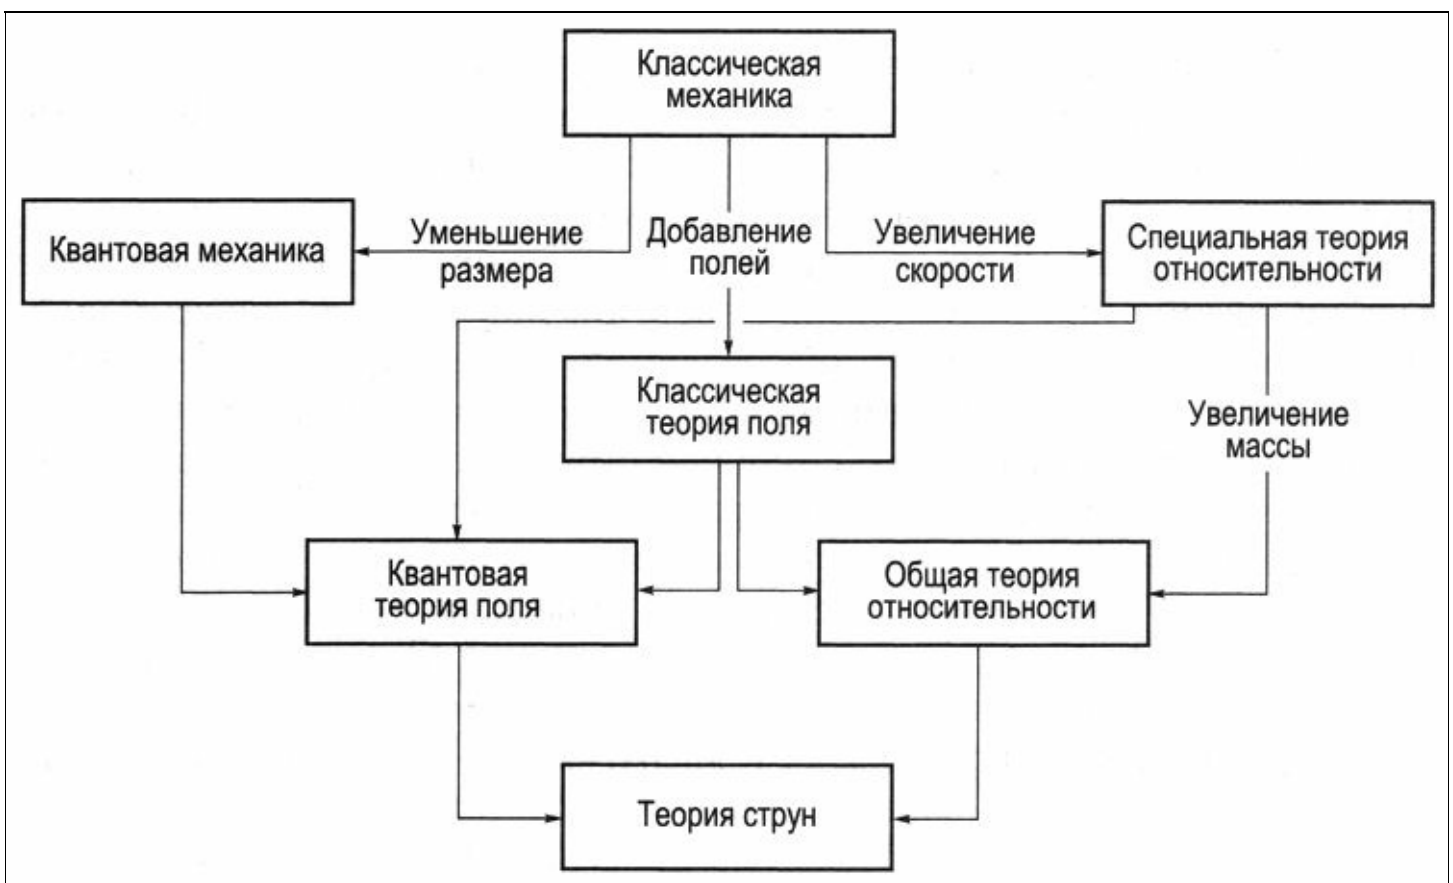 Классическая
механика
Квантовая механика
Уменьшение
размера
Добавление
полей
Увеличение
скорости
Специальная теория
относительности
Классическая
теория поля
Увеличение
массы
Квантовая
теория поля
Общая теория
относительности
Теория струн